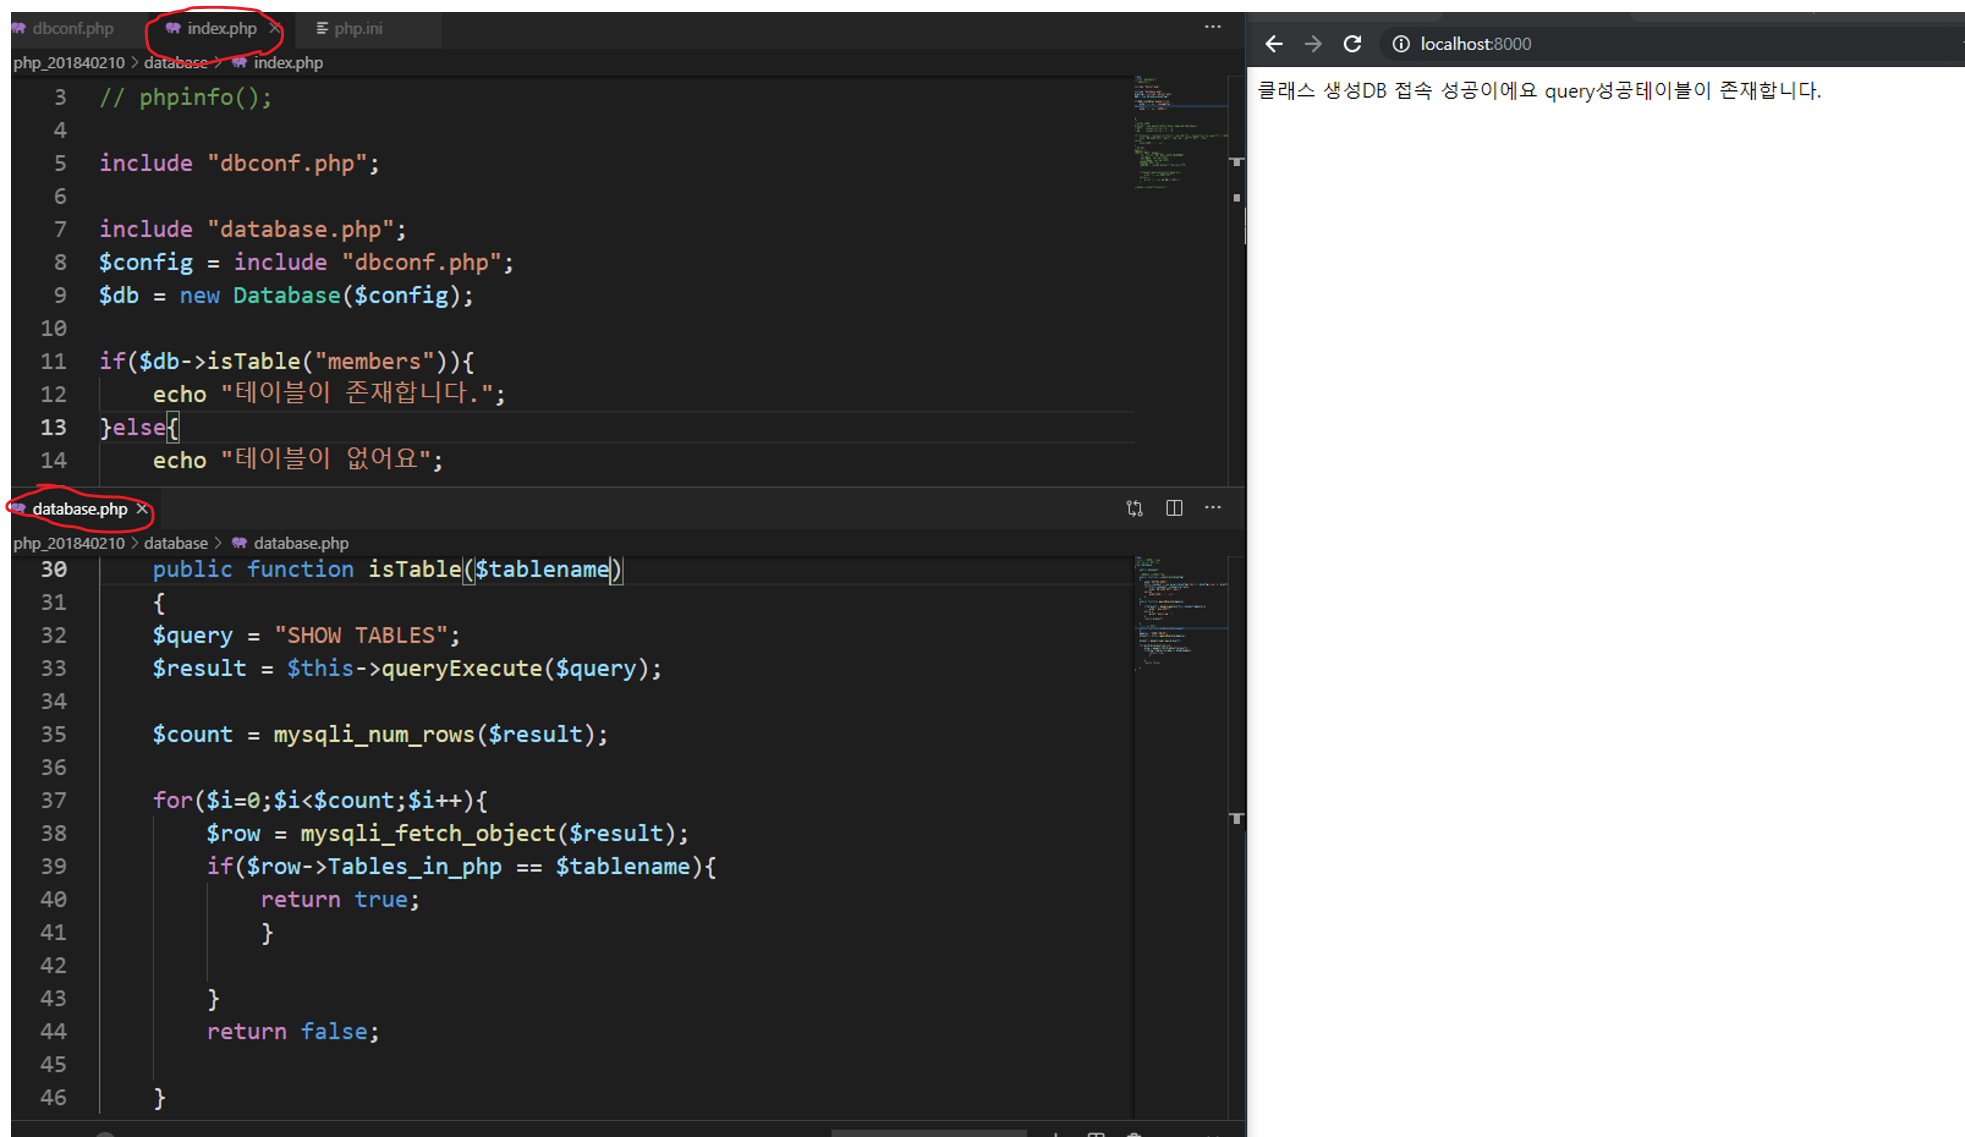 dbconf.php index.php php.ini
php_201840210 > database > index.php
3 // phpinfo();
4
5 include "dbconf.php";
6
7 include "database.php";
8 $config = include "dbconf.php";
9 $db = new Database($config);
10
11 if($db->isTable("members")){
12 echo "테이블이 존재합니다.";
13 }else{
14 echo "테이블이 없어요";
database.php
php_201840210 > database > database.php
30 public function isTable($tablename)
31 {
32 $query = "SHOW TABLES";
33 $result = $this->queryExecute($query);
34
35 $count = mysqli_num_rows($result);
36
37 for($i=0;$i<$count;$i++){
38 $row = mysqli_fetch_object($result);
39 if($row->Tables_in_php == $tablename){
40 return true;
41 }
42
43 }
44 return false;
45
46 }
localhost:8000
클래스 생성DB 접속 성공이에요 query성공테이블이 존재합니다.